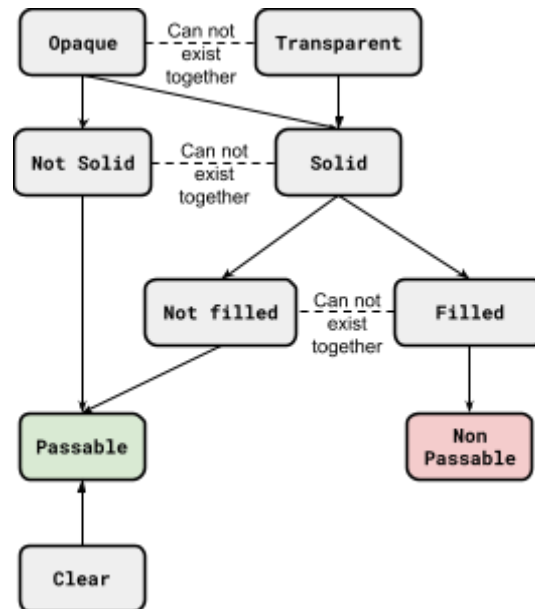 Opaque
Can not
exist
together
Transparent
Not Solid
Can not
exist
together
Solid
Not filled
Can not
exist
together
Filled
Passable
Non
Passable
Clear